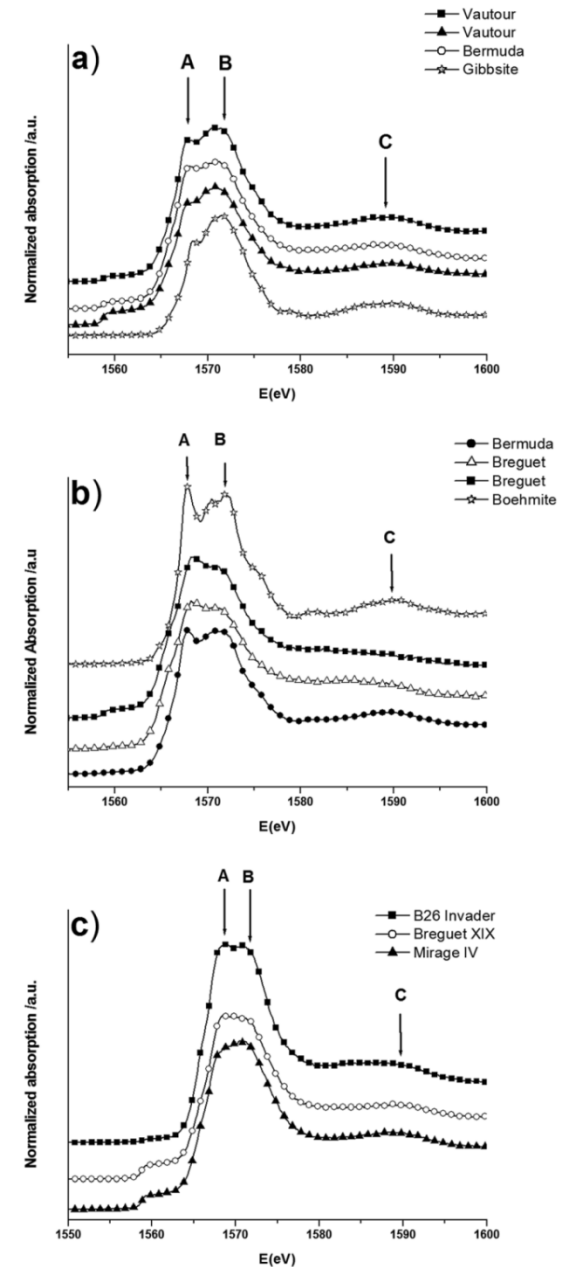 a)
Vautour
Vautour
Bermuda
Gibbsite
A B
C
Normalized absorption /a.u.
1560 1570 1580 1590 1600
E(eV)
b)
Bermuda
Breguet
Breguet
Boehmite
A B
C
Normalized Absorption /a.u
1560 1570 1580 1590 1600
E(eV)
c)
B26 Invader
Breguet XIX
Mirage IV
A B
C
Normalized absorption /a.u.
1550 1560 1570 1580 1590 1600
E(eV)